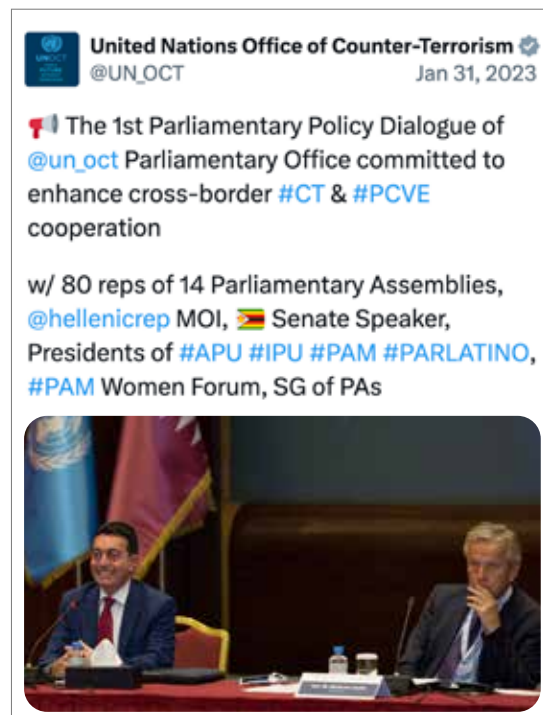 United Nations Office of Counter-Terrorism
@UN_OCT
Jan 31, 2023
The 1st Parliamentary Policy Dialogue of
@un_oct Parliamentary Office committed to
enhance cross-border #CT & #PCVE
cooperation
w/ 80 reps of 14 Parliamentary Assemblies,
@hellenicrep MOI, 🇿🇼 Senate Speaker,
Presidents of #APU #IPU #PAM #PARLATINO,
#PAM Women Forum, SG of PAs
UNOCT